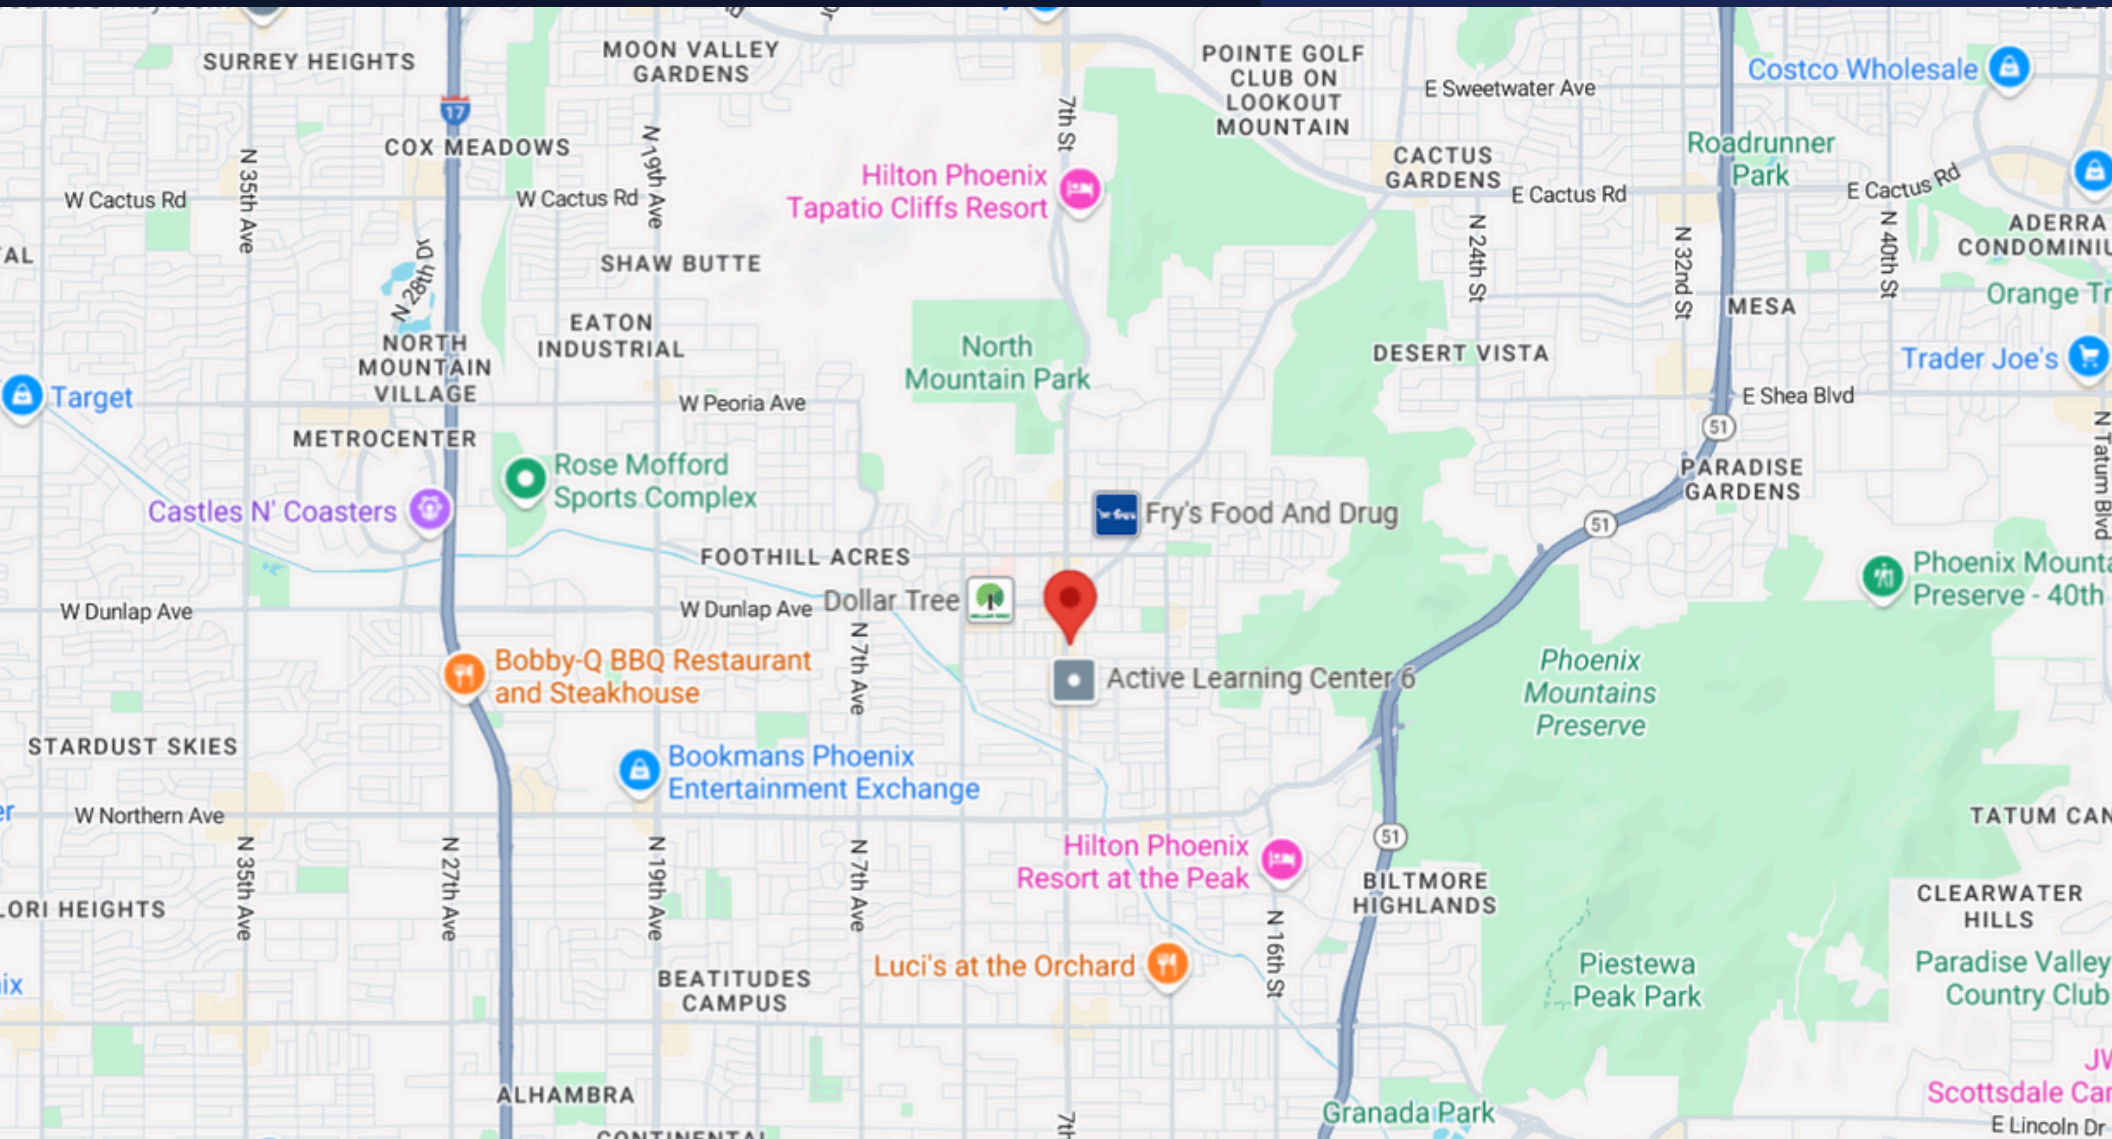 SURREY HEIGHTS
MOON VALLEY
GARDENS
POINTE GOLF
CLUB ON
LOOKOUT
MOUNTAIN
E Sweetwater Ave
Costco Wholesale
17
7th St
COX MEADOWS
N 19th Ave
N 35th Ave
Roadrunner
Park
CACTUS
GARDENS
Hilton Phoenix
Tapatio Cliffs Resort
W Cactus Rd
W Cactus Rd
E Cactus Rd
E Cactus Rd
ADERRA
CONDOMINIU
N 28th Dr
SHAW BUTTE
N 24th St
N 32nd St
N 40th St
Orange Tr
MESA
EATON
INDUSTRIAL
NORTH
MOUNTAIN
VILLAGE
North
Mountain Park
DESERT VISTA
Trader Joe's
Target
W Peoria Ave
E Shea Blvd
51
METROCENTER
N Tatum Blvd
Rose Mofford
Sports Complex
PARADISE
GARDENS
Castles N' Coasters
Fry's Food And Drug
51
FOOTHILL ACRES
Phoenix Mounta
Preserve - 40th
W Dunlap Ave
W Dunlap Ave
Dollar Tree
N 7th Ave
Bobby-Q BBQ Restaurant
and Steakhouse
Active Learning Center 6
Phoenix
Mountains
Preserve
STARDUST SKIES
Bookmans Phoenix
Entertainment Exchange
er
W Northern Ave
TATUM CAN
51
N 35th Ave
N 27th Ave
N 19th Ave
N 7th Ave
Hilton Phoenix
Resort at the Peak
BILTMORE
HIGHLANDS
CLEARWATER
HILLS
LORI HEIGHTS
N 16th St
Luci's at the Orchard
Piestewa
Peak Park
Paradise Valley
Country Club
ix
BEATITUDES
CAMPUS
JW
Scottsdale Car
ALHAMBRA
7th
Granada Park
E Lincoln Dr
CONTINENTAL